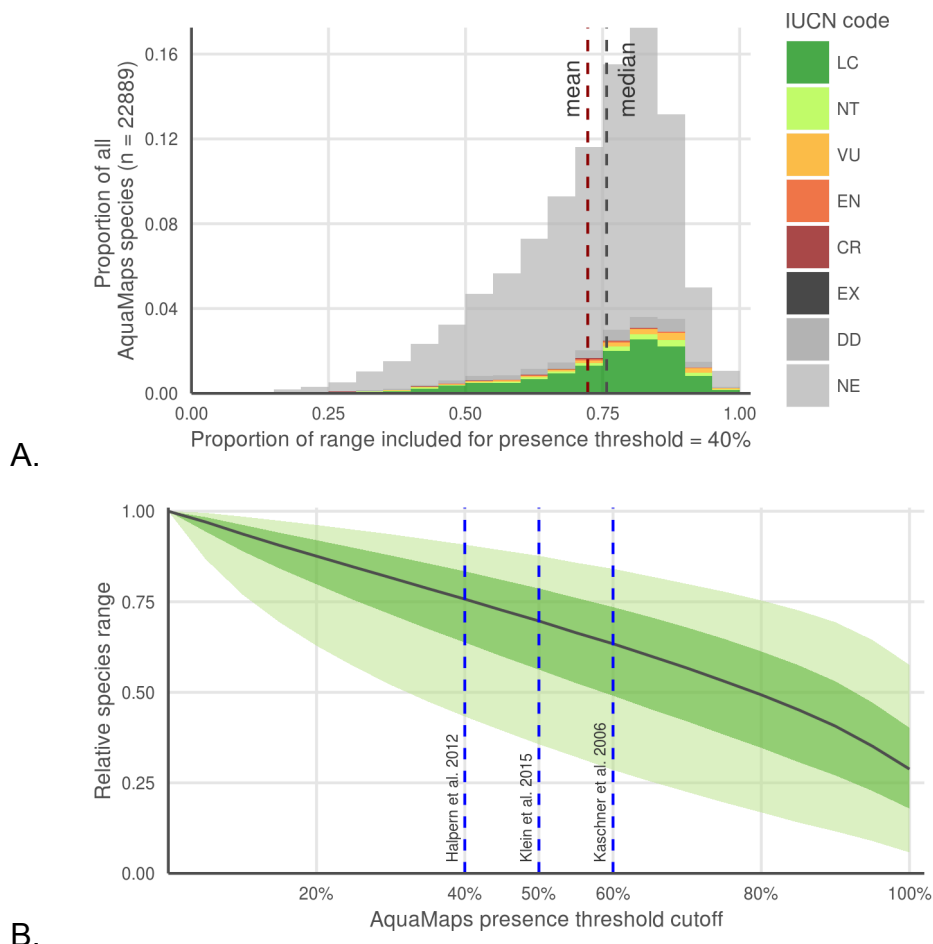 IUCN code
LC
NT
VU
EN
CR
EX
DD
NE
Proportion of all
AquaMaps species (n = 22889)
0.16
0.12
0.08
0.04
0.00
mean
median
0.00 0.25 0.50 0.75 1.00
Proportion of range included for presence threshold = 40%
A.
Relative species range
1.00
0.75
0.50
0.25
0.00
Halpern et al. 2012
Klein et al. 2015
Kaschner et al. 2006
20% 40% 50% 60% 80% 100%
AquaMaps presence threshold cutoff
B.